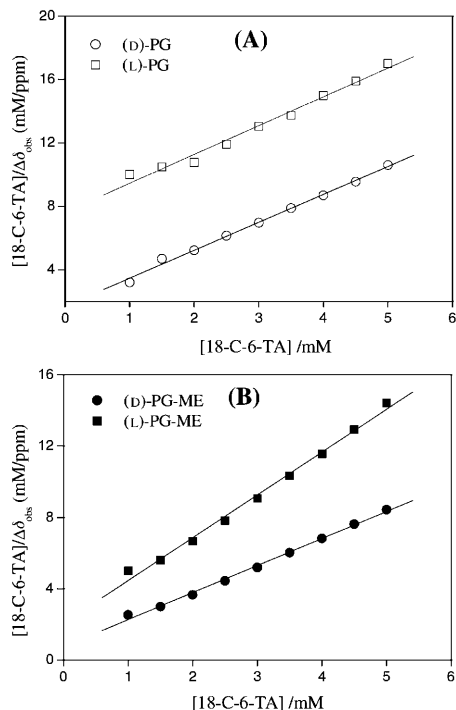 20
(D)-PG
(L)-PG
(A)
16
12
8
4
[18-C-6-TA]/Δδobs (mM/ppm)
0 1 2 3 4 5 6
[18-C-6-TA] /mM
16
(D)-PG-ME
(L)-PG-ME
(B)
12
8
4
0
[18-C-6-TA]/Δδobs (mM/ppm)
0 1 2 3 4 5 6
[18-C-6-TA] /mM